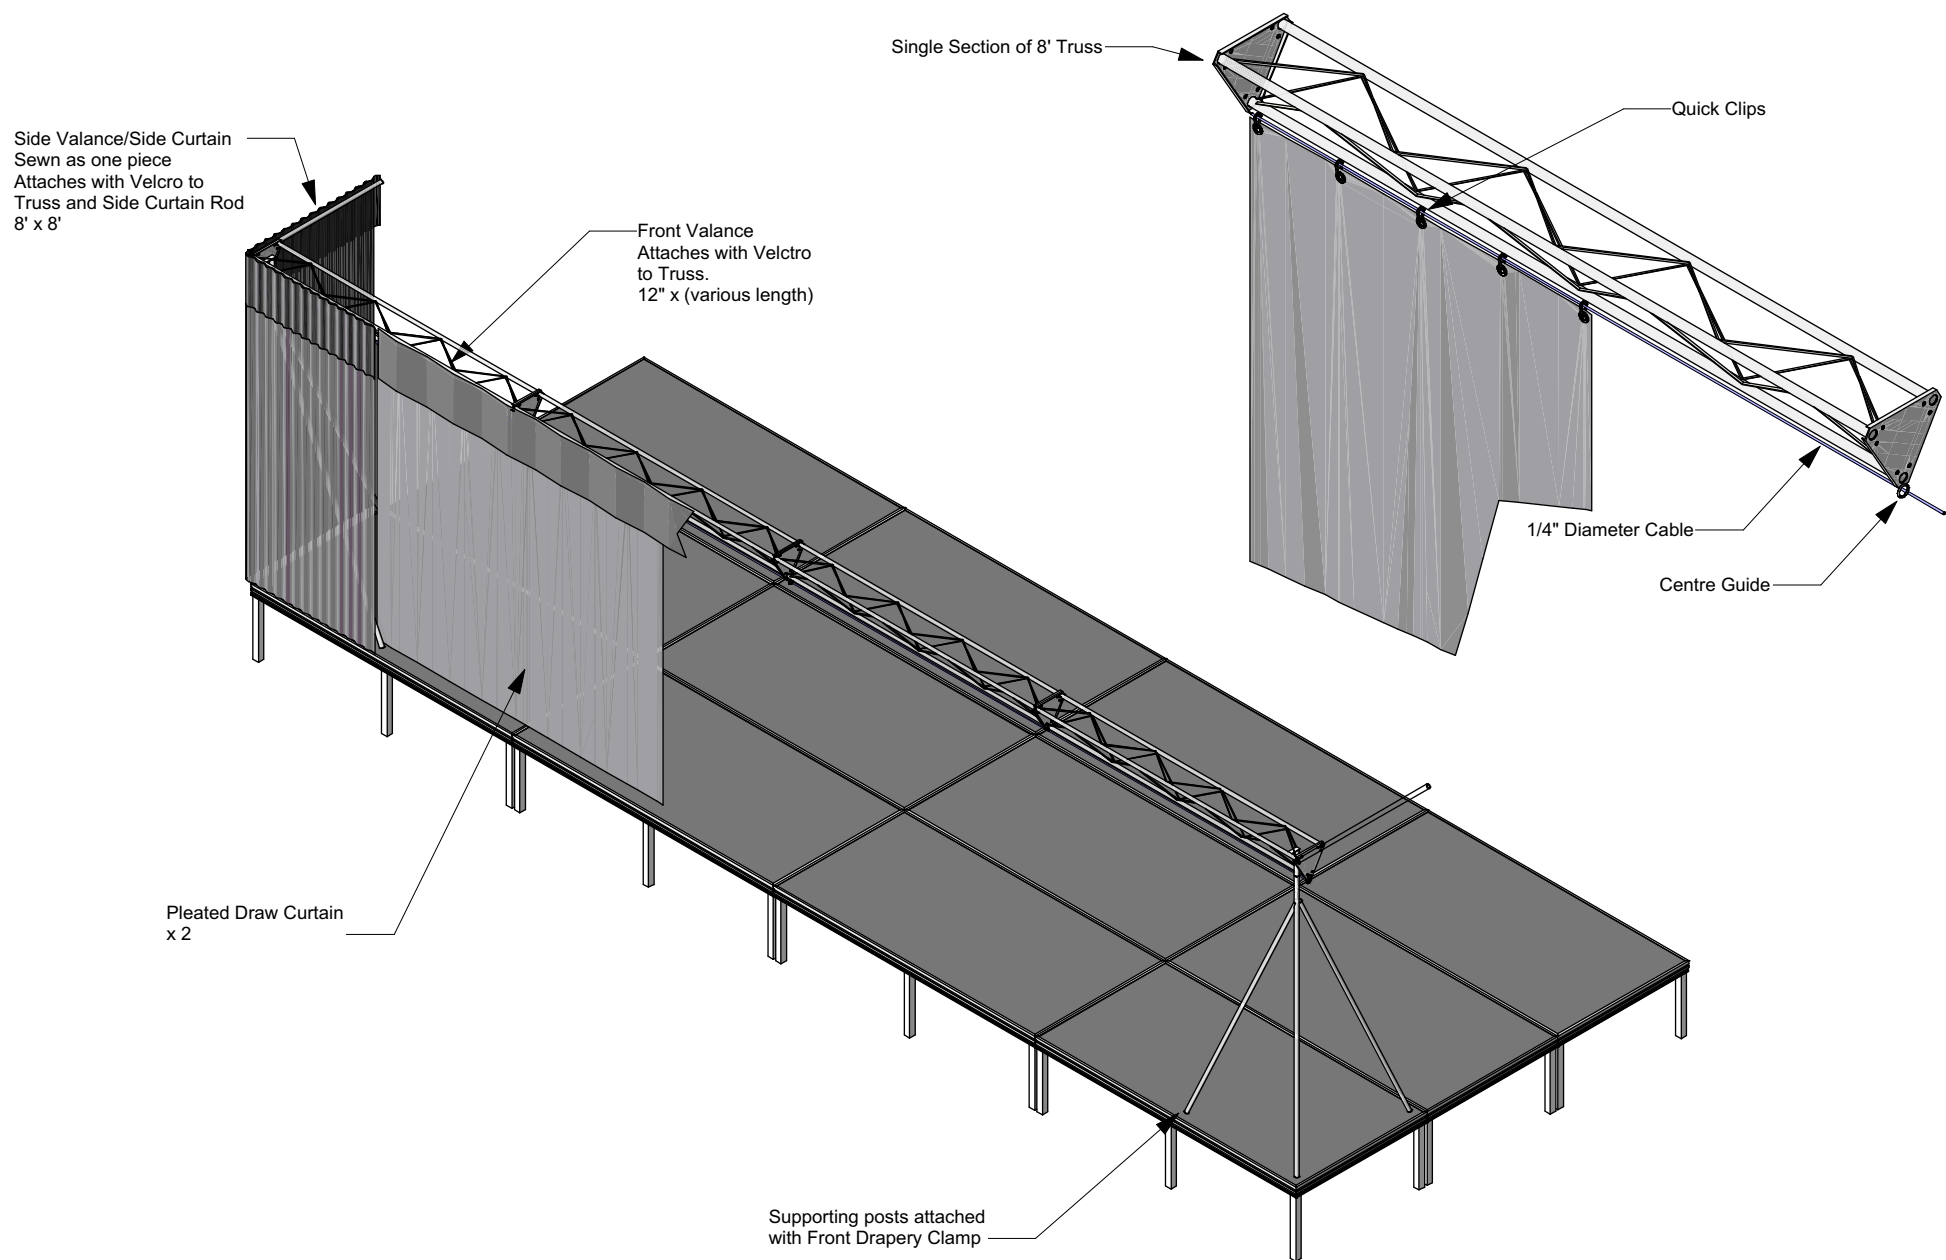 Single Section of 8' Truss
Quick Clips
Side Valance/Side Curtain
Sewn as one piece
Attaches with Velcro to
Truss and Side Curtain Rod
8' x 8'
Front Valance
Attaches with Velctro
to Truss.
12" x (various length)
1/4" Diameter Cable
Centre Guide
Pleated Draw Curtain
x 2
Supporting posts attached
with Front Drapery Clamp